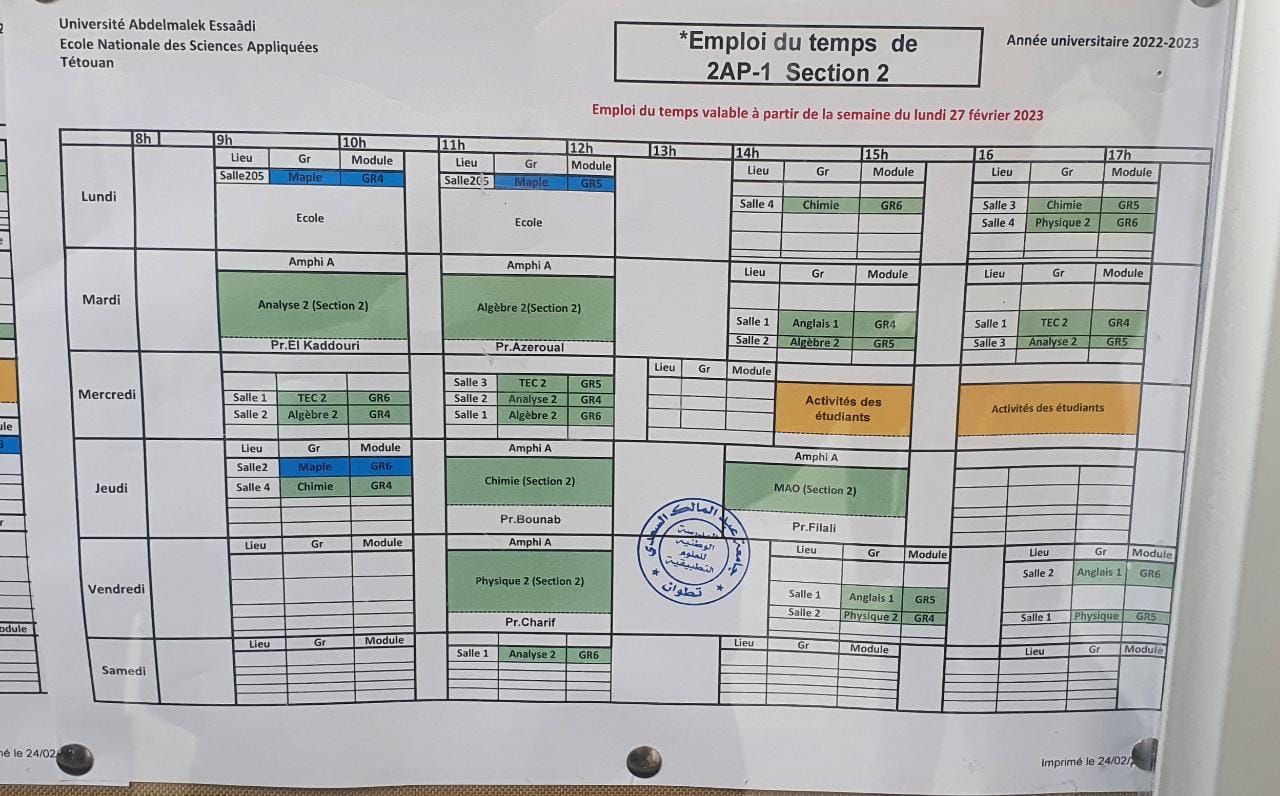 Université Abdelmalek Essaâdi
Ecole Nationale des Sciences Appliquées
Tétouan
*Emploi du temps de
2AP-1 Section 2
Année universitaire 2022-2023
Emploi du temps valable à partir de la semaine du lundi 27 février 2023
8h 9h 10h 11h 12h 13h 14h 15h 16 17h
Lundi
Lieu Gr Module Lieu Gr Module Lieu Gr Module Lieu Gr Module
Salle205 Maple GR4 Salle205 Maple GR5
Salle 4 Chimie GR6 Salle 3 Chimie GR5
Salle 4 Physique 2 GR6
Ecole Ecole
Mardi
Amphi A Amphi A Lieu Gr Module Lieu Gr Module
Analyse 2 (Section 2) Algèbre 2(Section 2)
Salle 1 Anglais 1 GR4 Salle 1 TEC 2 GR4
Salle 2 Algèbre 2 GR5 Salle 3 Analyse 2 GR5
Pr.El Kaddouri Pr.Azeroual
Mercredi
Lieu Gr Module
Salle 3 TEC 2 GR5
Salle 1 TEC 2 GR6 Salle 2 Analyse 2 GR4
Salle 2 Algèbre 2 GR4 Salle 1 Algèbre 2 GR6
Activités des
étudiants
Activités des étudiants
Jeudi
Lieu Gr Module Amphi A Amphi A
Salle2 Maple GR6
Salle 4 Chimie GR4
Chimie (Section 2) MAO (Section 2)
Pr.Bounab Pr.Filali
جامعة عبد المالك السعدي
المدرسة
الوطنية
للعلوم
التطبيقية
تطوان
Vendredi
Lieu Gr Module Amphi A Lieu Gr Module Lieu Gr Module
Physique 2 (Section 2)
Salle 2 Anglais 1 GR6
Salle 1 Anglais 1 GR5
Salle 2 Physique 2 GR4 Salle 1 Physique GR5
Pr.Charif
Samedi
Lieu Gr Module Lieu Gr Module Lieu Gr Module
Salle 1 Analyse 2 GR6
Imprimé le 24/02/
mé le 24/02